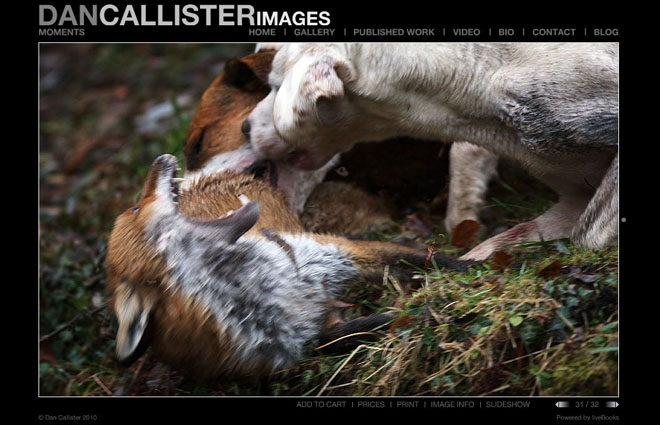 DANCALLISTERIMAGES
MOMENTS
HOME | GALLERY | PUBLISHED WORK | VIDEO | BIO | CONTACT | BLOG
ADD TO CART | PRICES | PRINT | IMAGE INFO | SLIDESHOW 31 / 32
© Dan Callister 2010 Powered by liveBooks